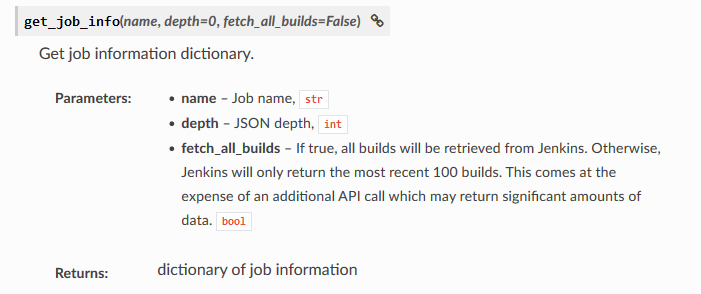 get_job_info(name, depth=0, fetch_all_builds=False)
Get job information dictionary.
Parameters:
• name – Job name, str
• depth – JSON depth, int
• fetch_all_builds – If true, all builds will be retrieved from Jenkins. Otherwise,
Jenkins will only return the most recent 100 builds. This comes at the
expense of an additional API call which may return significant amounts of
data. bool
Returns: dictionary of job information